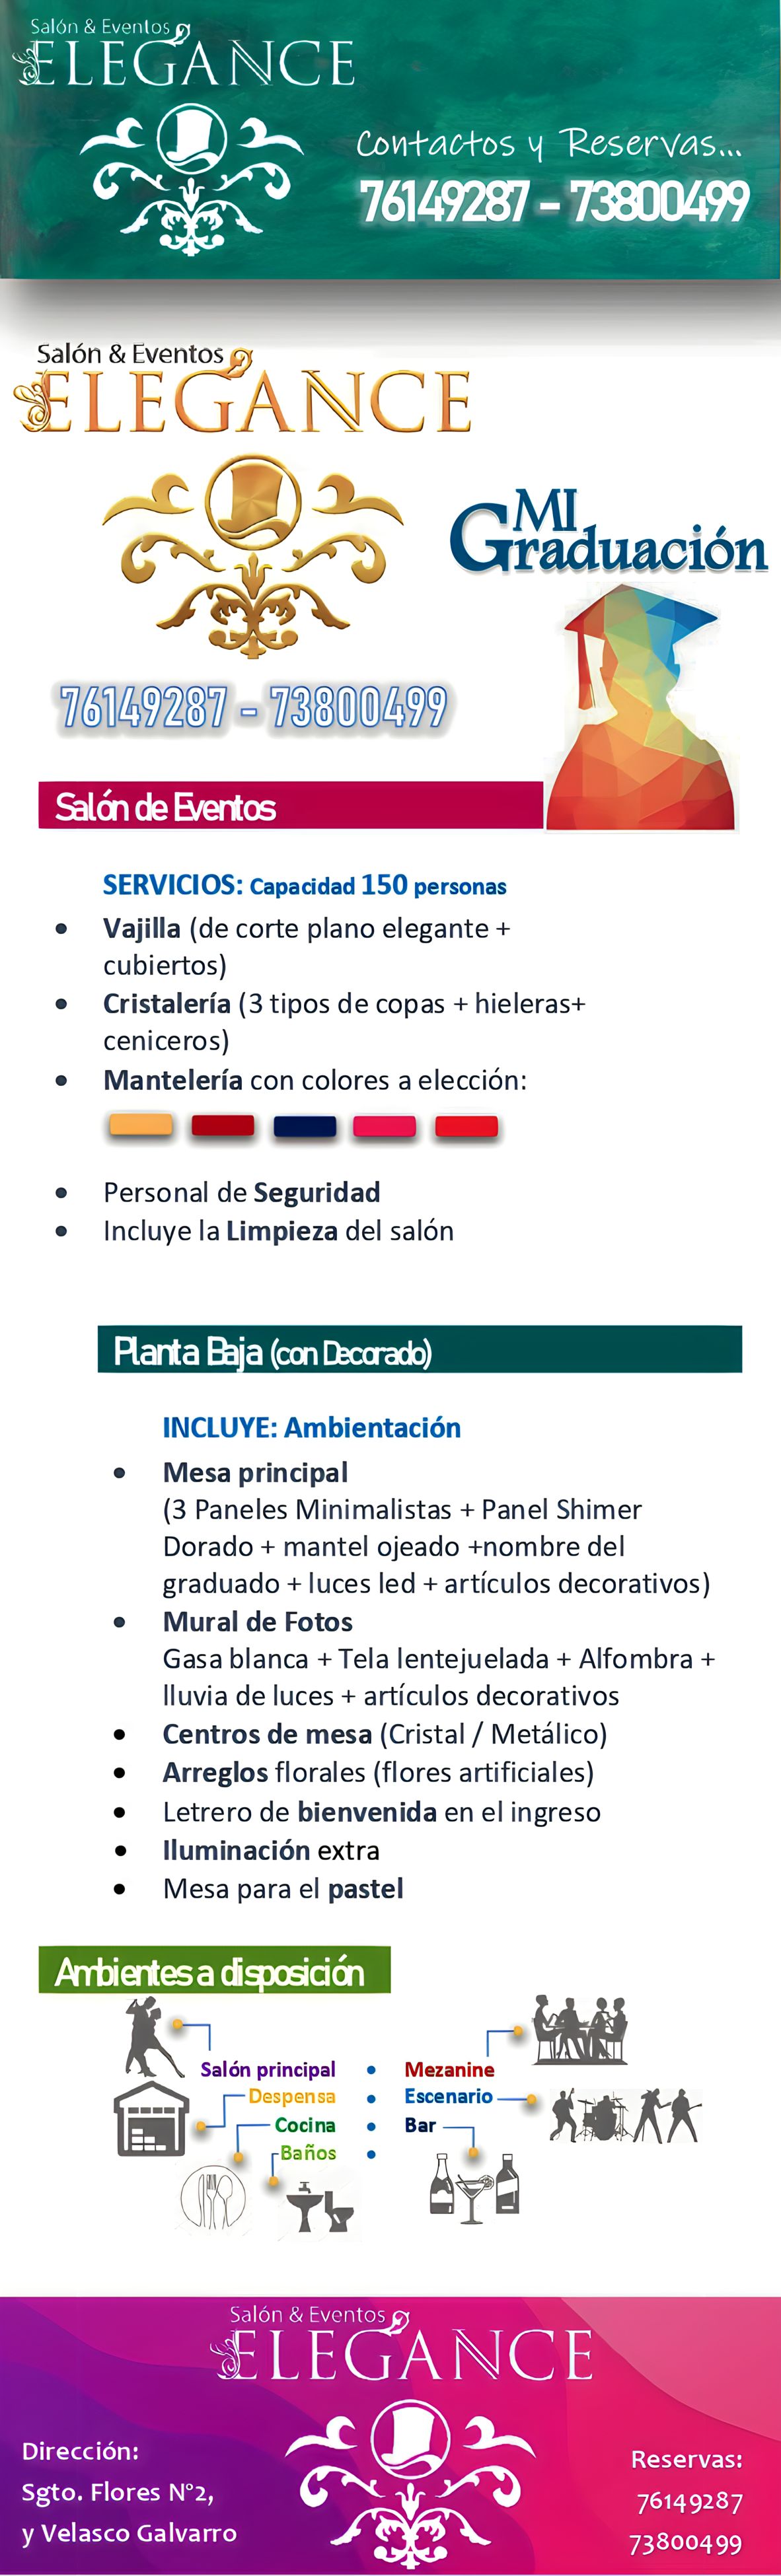 Salón & Eventos
ELEGANCE
Contactos y Reservas...
76149287 - 73800499
Salón & Eventos
ELEGANCE
MI
Graduación
76149287 - 73800499
Salón de Eventos
SERVICIOS: Capacidad 150 personas
• Vajilla (de corte plano elegante +
cubiertos)
• Cristalería (3 tipos de copas + hieleras+
ceniceros)
• Mantelería con colores a elección:
• Personal de Seguridad
• Incluye la Limpieza del salón
Planta Baja (con Decorado)
INCLUYE: Ambientación
• Mesa principal
(3 Paneles Minimalistas + Panel Shimer
Dorado + mantel ojeado +nombre del
graduado + luces led + artículos decorativos)
• Mural de Fotos
Gasa blanca + Tela lentejuelada + Alfombra +
lluvia de luces + artículos decorativos
• Centros de mesa (Cristal / Metálico)
• Arreglos florales (flores artificiales)
• Letrero de bienvenida en el ingreso
• Iluminación extra
• Mesa para el pastel
Ambientes a disposición
Salón principal • Mezanine
Despensa • Escenario
Cocina • Bar
Baños •
Salón & Eventos
ELEGANCE
Dirección:
Sgto. Flores N°2,
y Velasco Galvarro
Reservas:
76149287
73800499